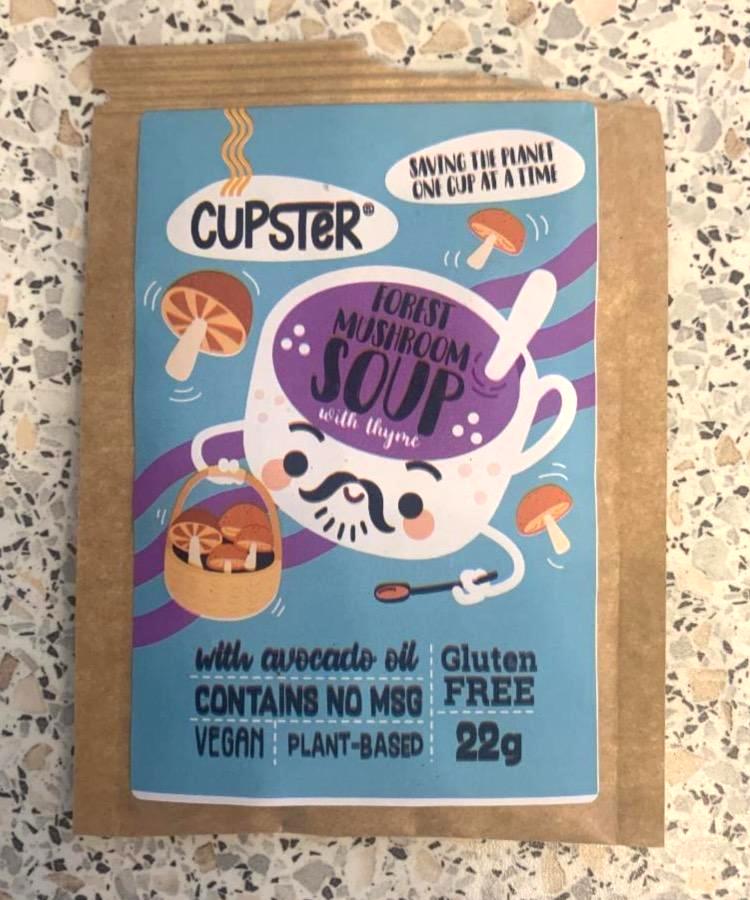 SAVING THE PLANET
ONE CUP AT A TIME
CUPSTeR®
FOREST
MUSHROOM
SOUP
with thyme
with avocado oil
CONTAINS NO MSG
VEGAN
PLANT-BASED
Gluten
FREE
22g